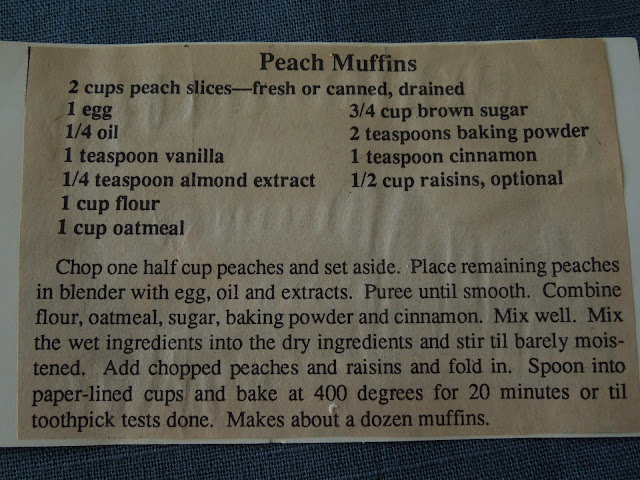 Peach Muffins
2 cups peach slices—fresh or canned, drained
1 egg
1/4 oil
1 teaspoon vanilla
1/4 teaspoon almond extract
1 cup flour
1 cup oatmeal
3/4 cup brown sugar
2 teaspoons baking powder
1 teaspoon cinnamon
1/2 cup raisins, optional
Chop one half cup peaches and set aside. Place remaining peaches
in blender with egg, oil and extracts. Puree until smooth. Combine
flour, oatmeal, sugar, baking powder and cinnamon. Mix well. Mix
the wet ingredients into the dry ingredients and stir til barely mois-
tened. Add chopped peaches and raisins and fold in. Spoon into
paper-lined cups and bake at 400 degrees for 20 minutes or til
toothpick tests done. Makes about a dozen muffins.